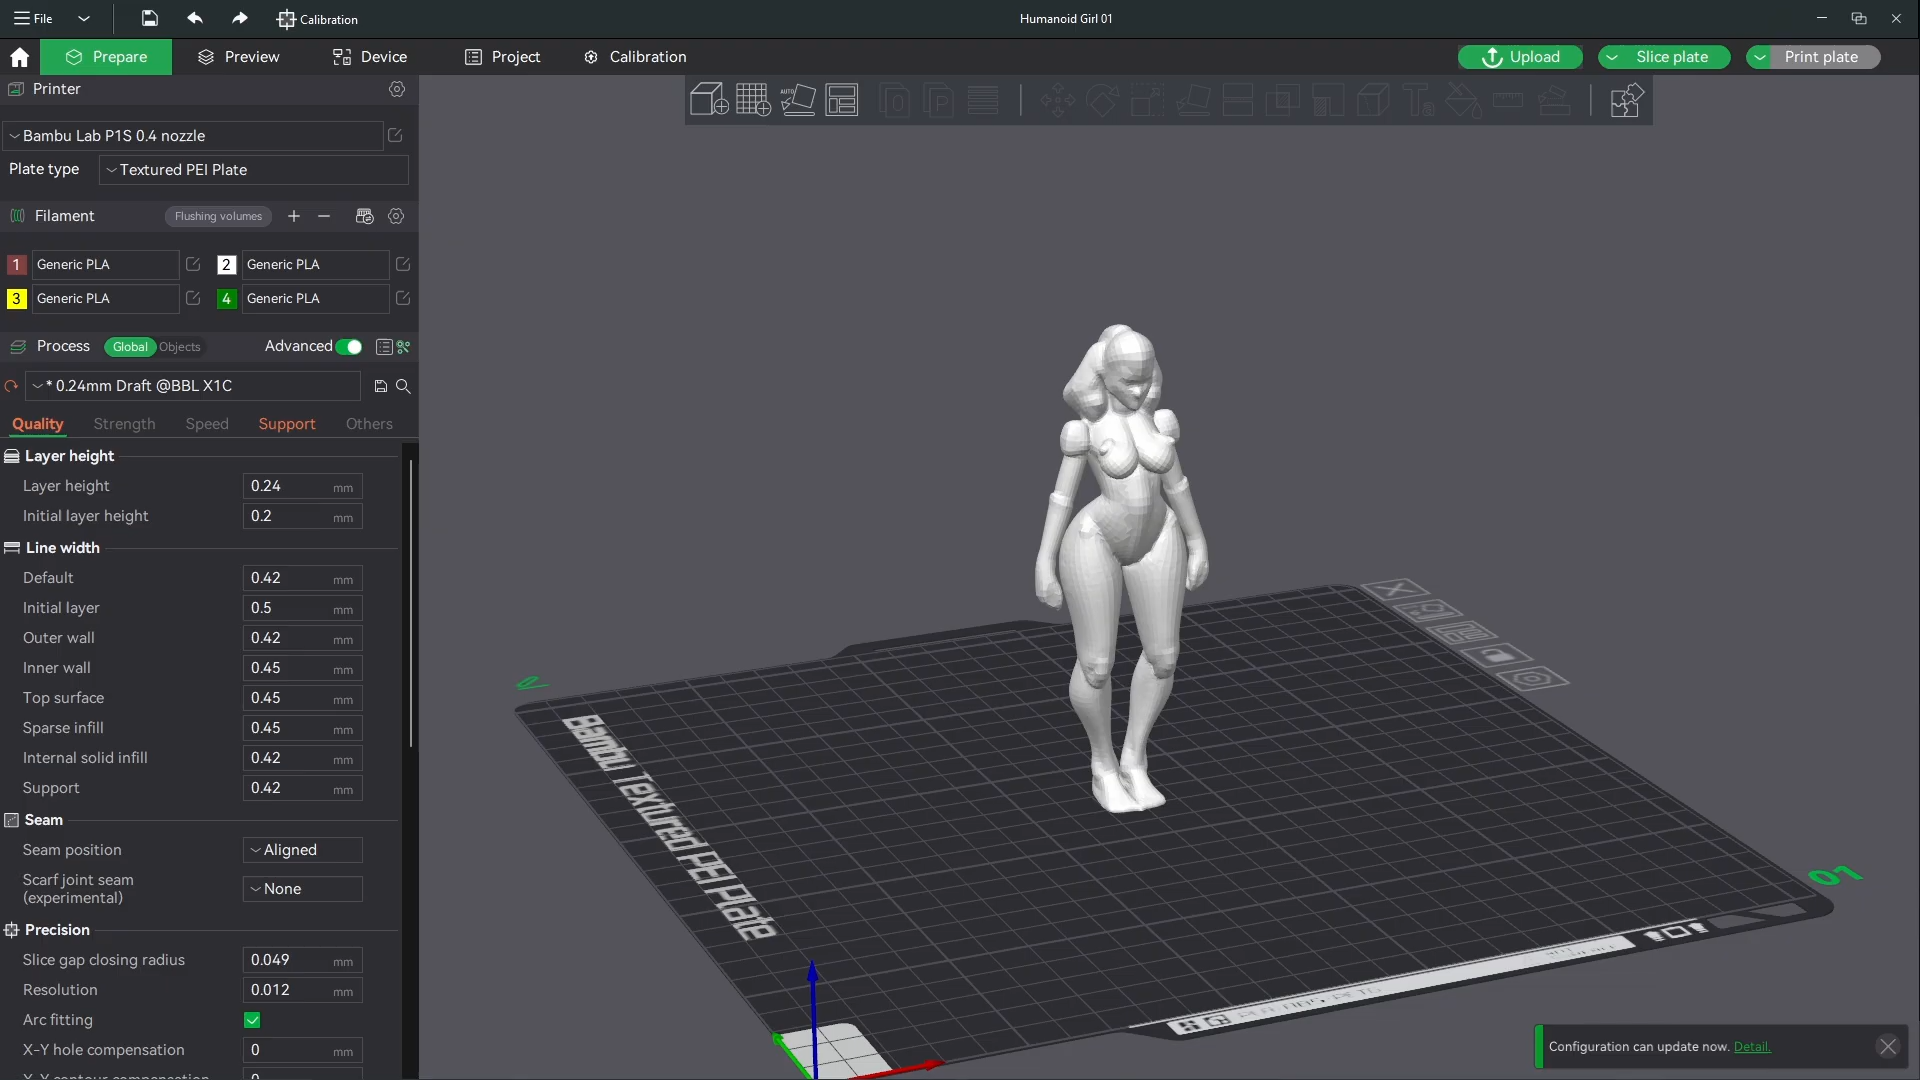 File
Calibration
Humanoid Girl 01
Prepare
Preview
Device
Project
Calibration
Upload
Slice plate
Print plate
Printer
Bambu Lab P1S 0.4 nozzle
Plate type
Textured PEI Plate
Filament
Flushing volumes
1 Generic PLA
2 Generic PLA
3 Generic PLA
4 Generic PLA
Process
Global
Objects
Advanced
* 0.24mm Draft @BBL X1C
Quality
Strength
Speed
Support
Others
Layer height
Layer height 0.24 mm
Initial layer height 0.2 mm
Line width
Default 0.42 mm
Initial layer 0.5 mm
Outer wall 0.42 mm
Inner wall 0.45 mm
Top surface 0.45 mm
Sparse infill 0.45 mm
Internal solid infill 0.42 mm
Support 0.42 mm
Seam
Seam position Aligned
Scarf joint seam
(experimental) None
Precision
Slice gap closing radius 0.049 mm
Resolution 0.012 mm
Arc fitting
X-Y hole compensation 0 mm
AUTO
Bambu Textured PEI Plate
01
Configuration can update now. Detail.